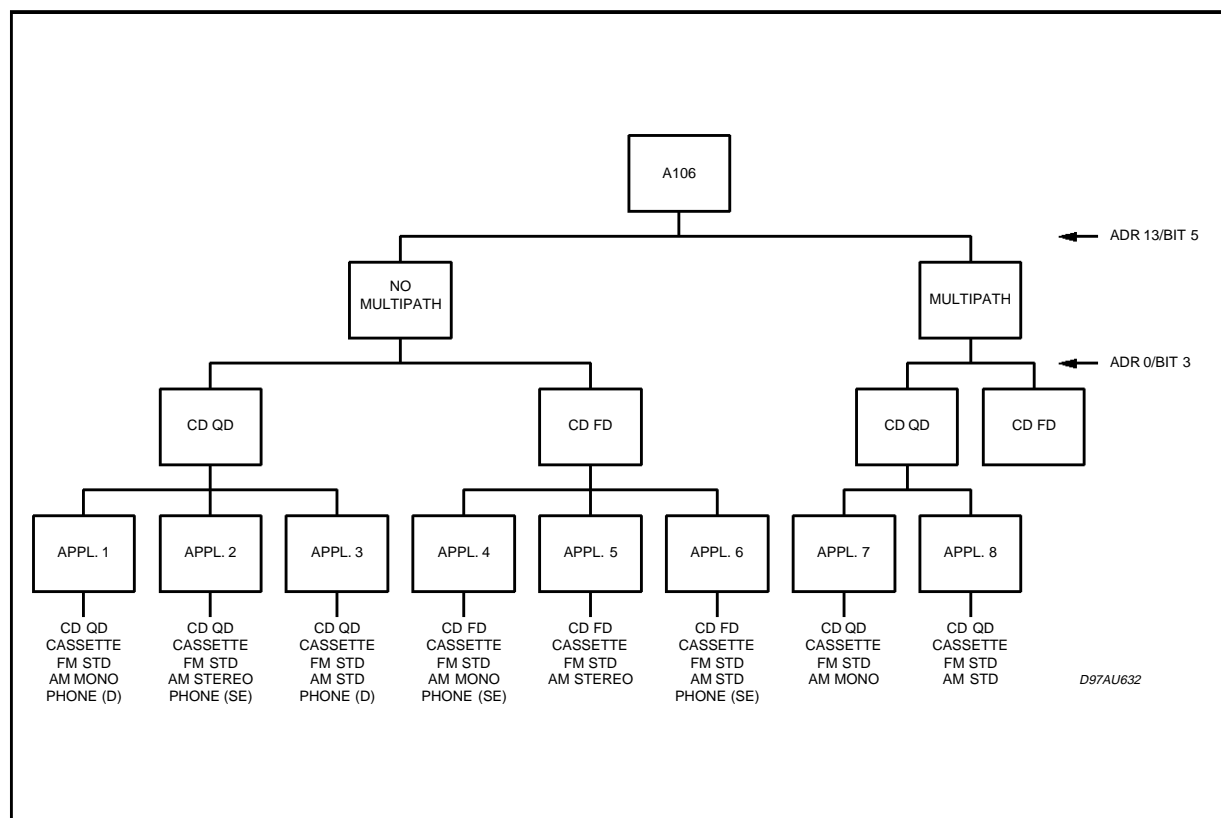 A106
ADR 13/BIT 5
NO
MULTIPATH
MULTIPATH
ADR 0/BIT 3
CD QD
CD FD
CD QD
CD FD
APPL. 1
APPL. 2
APPL. 3
APPL. 4
APPL. 5
APPL. 6
APPL. 7
APPL. 8
CD QD
CASSETTE
FM STD
AM MONO
PHONE (D)
CD QD
CASSETTE
FM STD
AM STEREO
PHONE (SE)
CD QD
CASSETTE
FM STD
AM STD
PHONE (D)
CD FD
CASSETTE
FM STD
AM MONO
PHONE (SE)
CD FD
CASSETTE
FM STD
AM STEREO
CD FD
CASSETTE
FM STD
AM STD
PHONE (SE)
CD QD
CASSETTE
FM STD
AM MONO
CD QD
CASSETTE
FM STD
AM STD
D97AU632